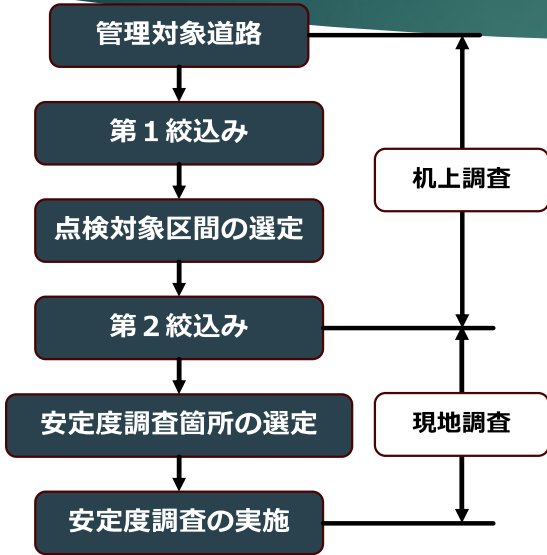 管理対象道路
第１絞込み
点検対象区間の選定
第２絞込み
安定度調査箇所の選定
安定度調査の実施
机上調査
現地調査